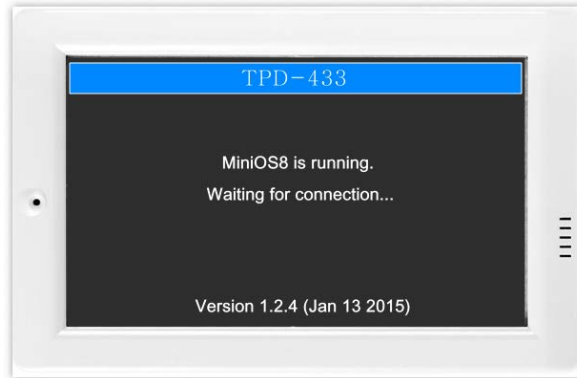 TPD-433
MiniOS8 is running.
Waiting for connection...
Version 1.2.4 (Jan 13 2015)